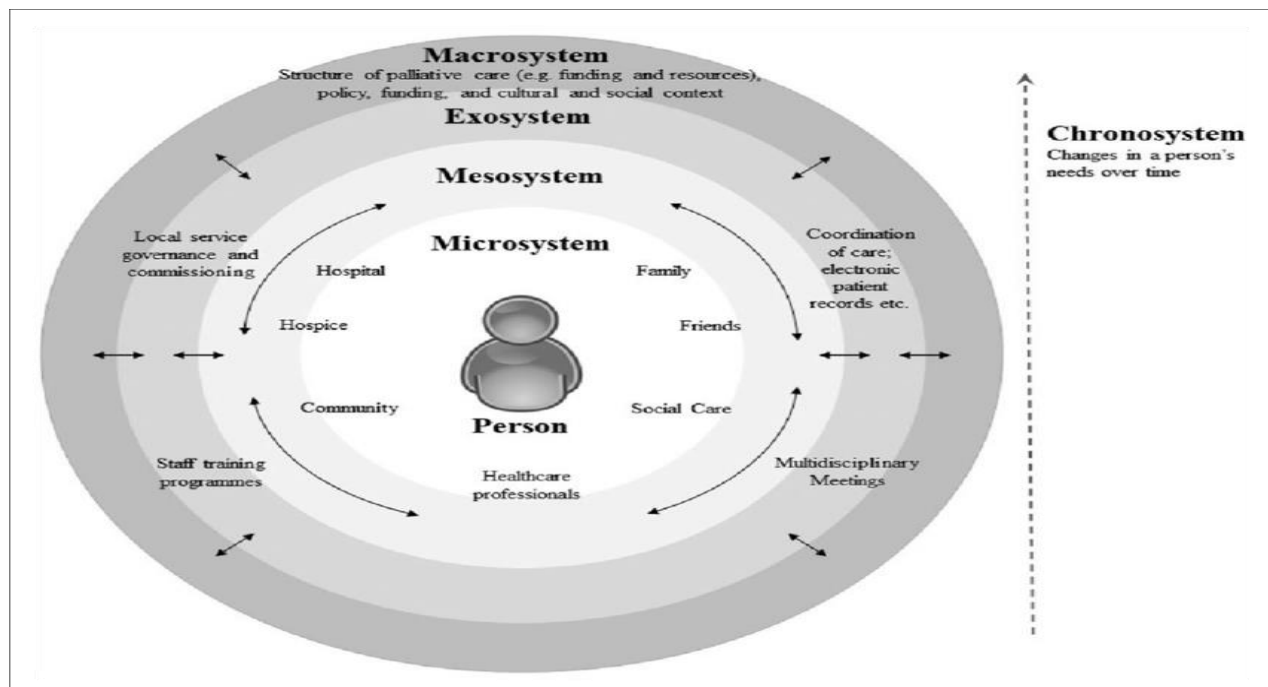 Macrosystem
Structure of palliative care (e.g. funding and resources),
policy, funding, and cultural and social context
Exosystem
Mesosystem
Microsystem
Local service
governance and
commissioning
Hospital
Family
Coordination
of care;
electronic
patient
records etc.
Hospice
Friends
Community
Social Care
Person
Staff training
programmes
Healthcare
professionals
Multidisciplinary
Meetings
Chronosystem
Changes in a person's
needs over time